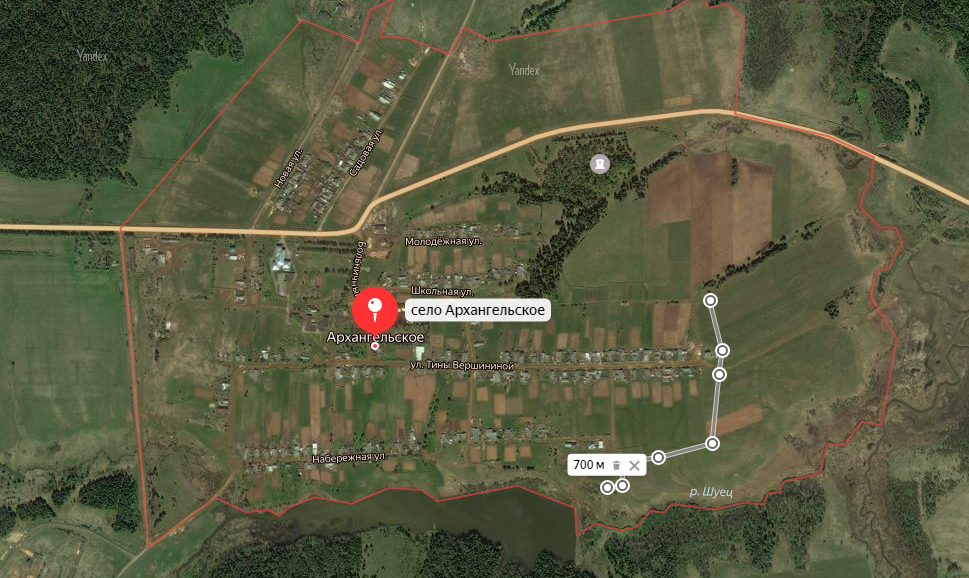 Yandex
Yandex
Новая ул.
Садовая ул.
Молодёжная ул.
Школьная ул.
село Архангельское
Архангельское
ул. Тины Вершининой
Набережная ул.
700 м
р. Шуец